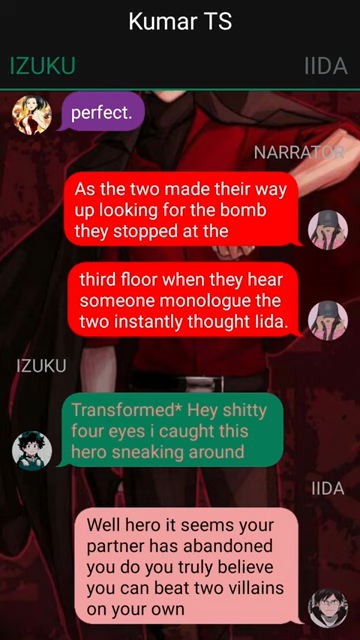 Kumar TS
IZUKU
IIDA
perfect.
NARRATOR
As the two made their way
up looking for the bomb
they stopped at the
third floor when they hear
someone monologue the
two instantly thought Iida.
IZUKU
Transformed* Hey shitty
four eyes i caught this
hero sneaking around
IIDA
Well hero it seems your
partner has abandoned
you do you truly believe
you can beat two villains
on your own